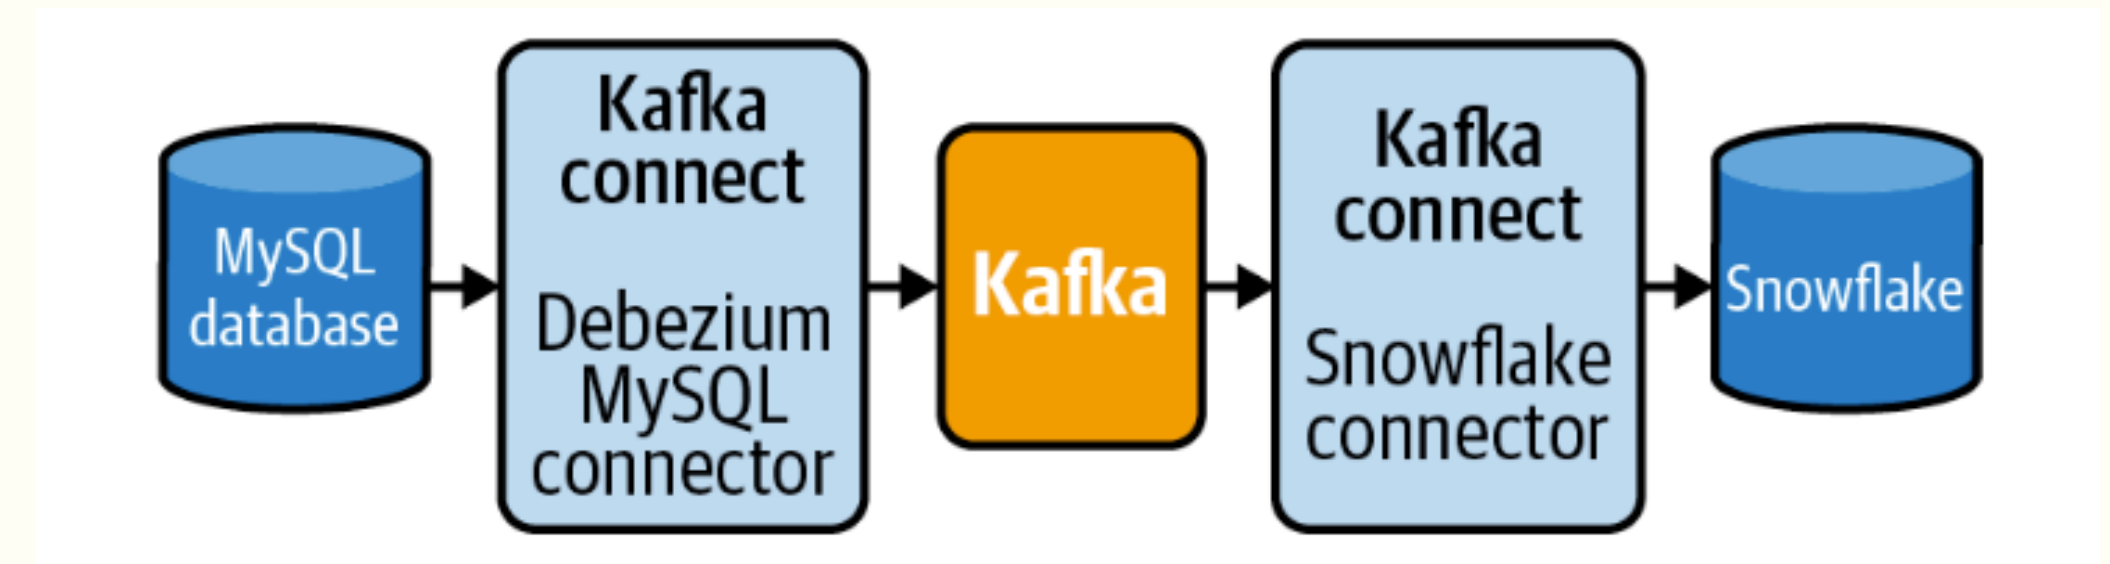 MySQL
database
Kafka
connect
Debezium
MySQL
connector
Kafka
Kafka
connect
Snowflake
connector
Snowflake